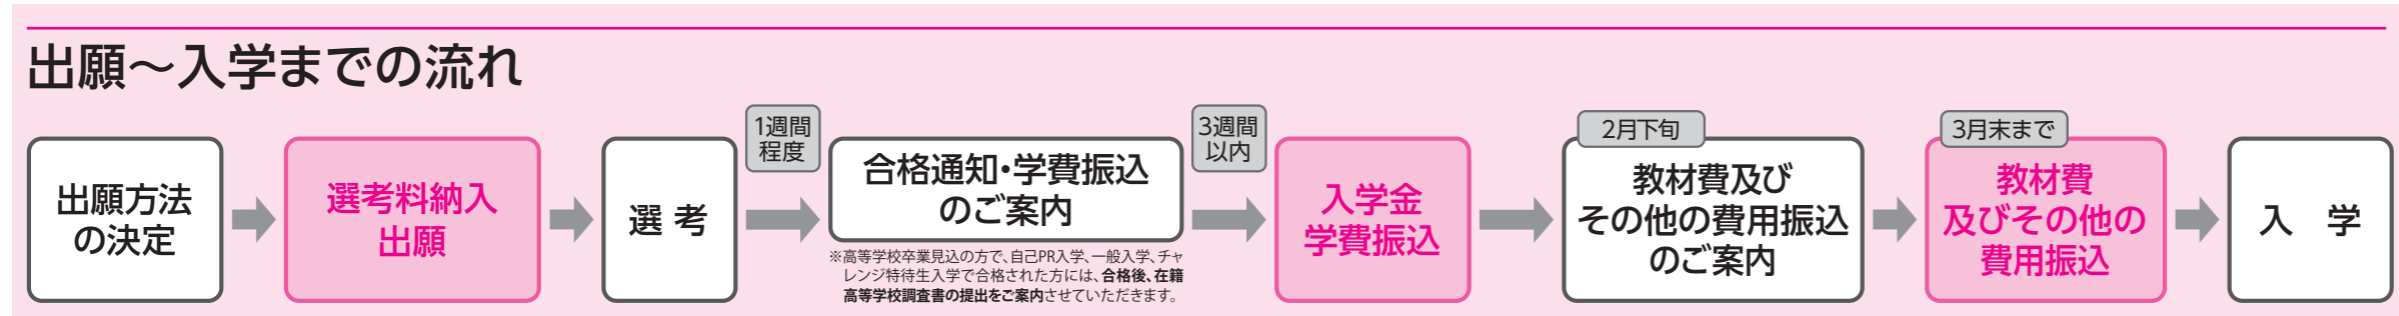 出願～入学までの流れ
出願方法
の決定
選考料納入
出願
選 考
1週間
程度
合格通知・学費振込
のご案内
※高等学校卒業見込の方で、自己PR入学、一般入学、チャ
レンジ特待生入学で合格された方には、合格後、在籍
高等学校調査書の提出をご案内させていただきます。
3週間
以内
入学金
学費振込
2月下旬
教材費及び
その他の費用振込
のご案内
3月末まで
教材費
及びその他の
費用振込
入 学